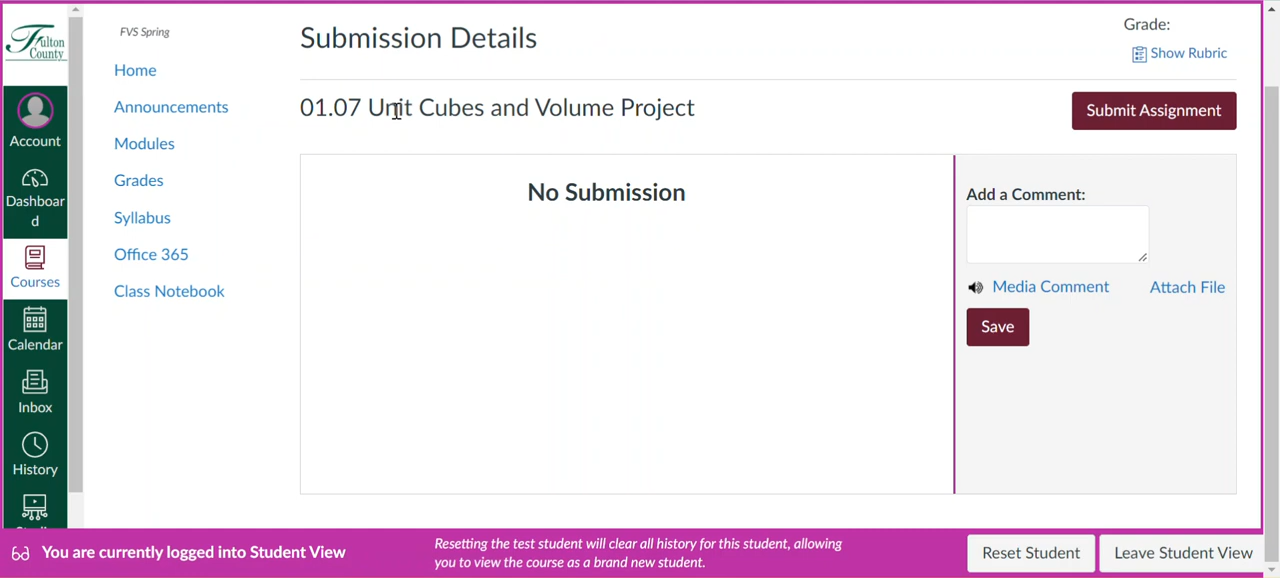 Fulton
County
Account
Dashboar
d
Courses
Calendar
Inbox
History
FVS Spring
Home
Announcements
Modules
Grades
Syllabus
Office 365
Class Notebook
Submission Details
Grade:
Show Rubric
01.07 Unit Cubes and Volume Project
Submit Assignment
No Submission
Add a Comment:
Media Comment
Attach File
Save
You are currently logged into Student View
Resetting the test student will clear all history for this student, allowing
you to view the course as a brand new student.
Reset Student
Leave Student View